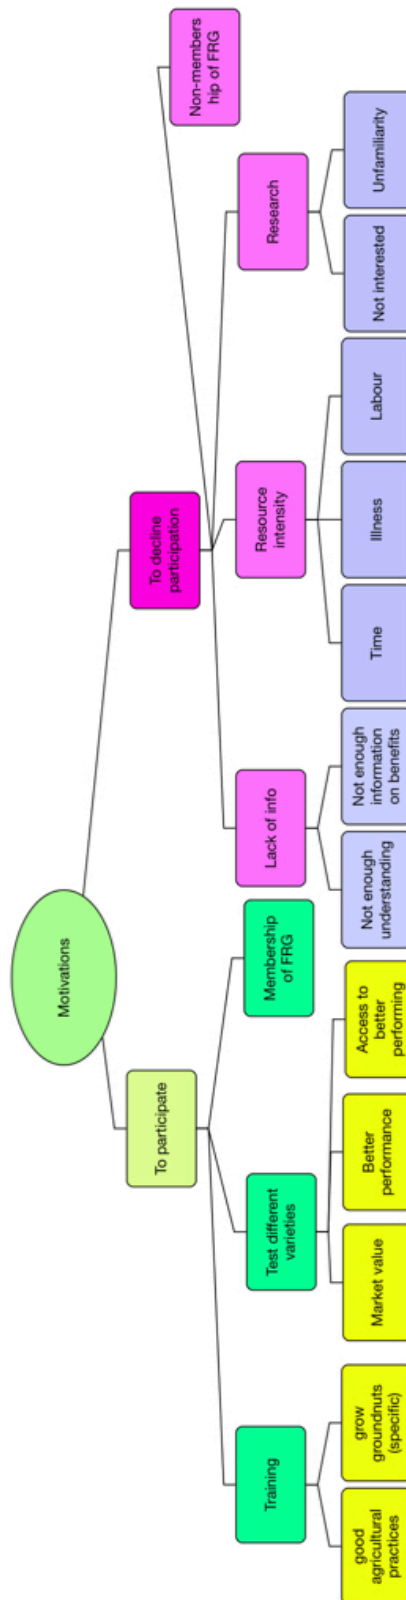 Motivations
To participate
To decline
participation
Training
Test different
varieties
Membership
of FRG
Lack of info
Resource
intensity
Research
Non-members
hip of FRG
good
agricultural
practices
grow
groundnuts
(specific)
Market value
Better
performance
Access to
better
performing
Not enough
understanding
Not enough
information
on benefits
Time
Illness
Labour
Not interested
Unfamiliarity